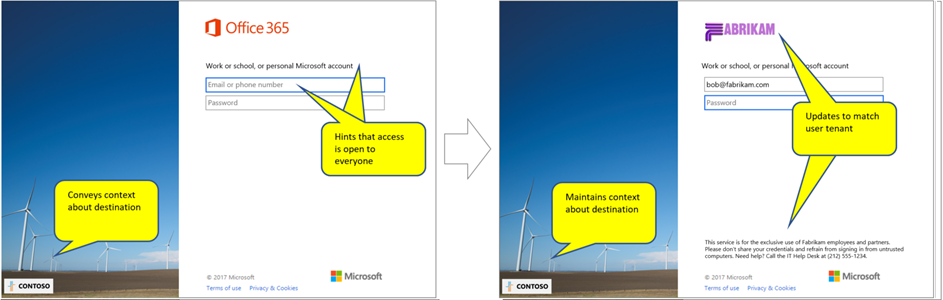 Office 365
Work or school, or personal Microsoft account
Email or phone number
Password
Hints that access
is open to
everyone
Conveys context
about destination
CONTOSO
© 2017 Microsoft
Microsoft
Terms of use Privacy & Cookies
FABRIKAM
Work or school, or personal Microsoft account
bob@fabrikam.com
Password
Updates to match
user tenant
Maintains context
about destination
This service is for the exclusive use of Fabrikam employees and partners.
Please don't share your credentials and refrain from signing in from untrusted
computers. Need help? Call the IT Help Desk at (212) 555-1234.
CONTOSO
© 2017 Microsoft
Microsoft
Terms of use Privacy & Cookies